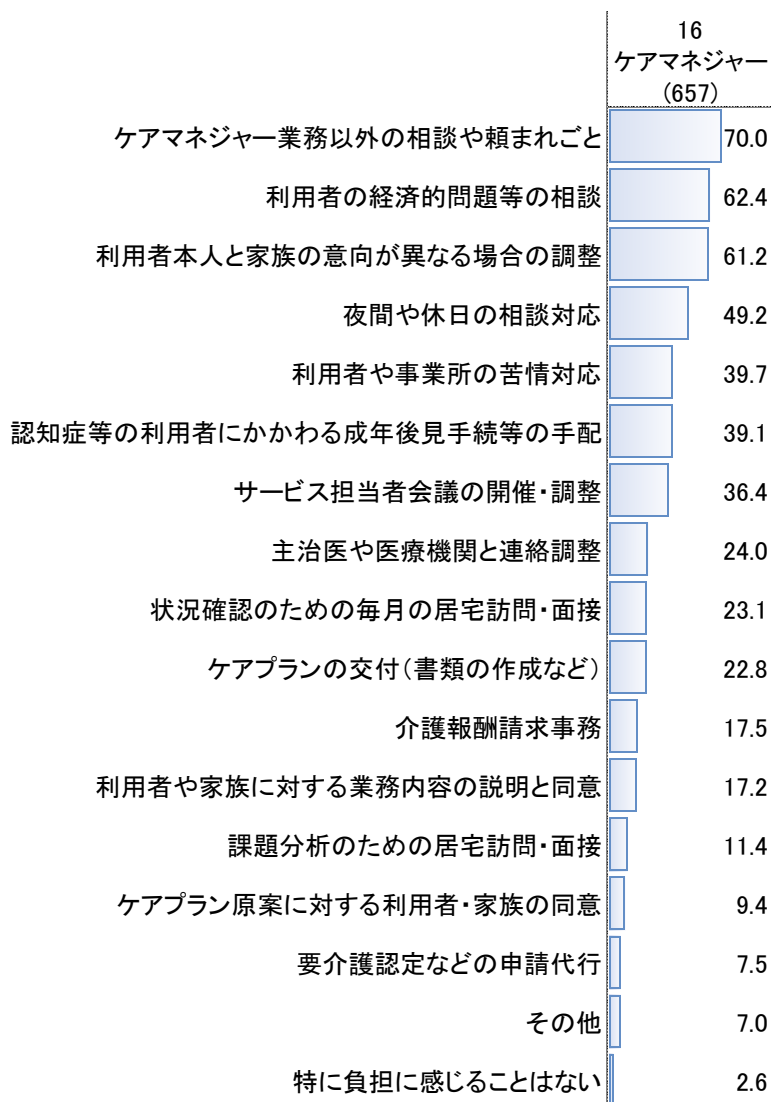 16
ケアマネジャー
(657)
ケアマネジャー業務以外の相談や頼まれごと 70.0
利用者の経済的問題等の相談 62.4
利用者本人と家族の意向が異なる場合の調整 61.2
夜間や休日の相談対応 49.2
利用者や事業所の苦情対応 39.7
認知症等の利用者にかかわる成年後見手続等の手配 39.1
サービス担当者会議の開催・調整 36.4
主治医や医療機関と連絡調整 24.0
状況確認のための毎月の居宅訪問・面接 23.1
ケアプランの交付(書類の作成など) 22.8
介護報酬請求事務 17.5
利用者や家族に対する業務内容の説明と同意 17.2
課題分析のための居宅訪問・面接 11.4
ケアプラン原案に対する利用者・家族の同意 9.4
要介護認定などの申請代行 7.5
その他 7.0
特に負担に感じることはない 2.6